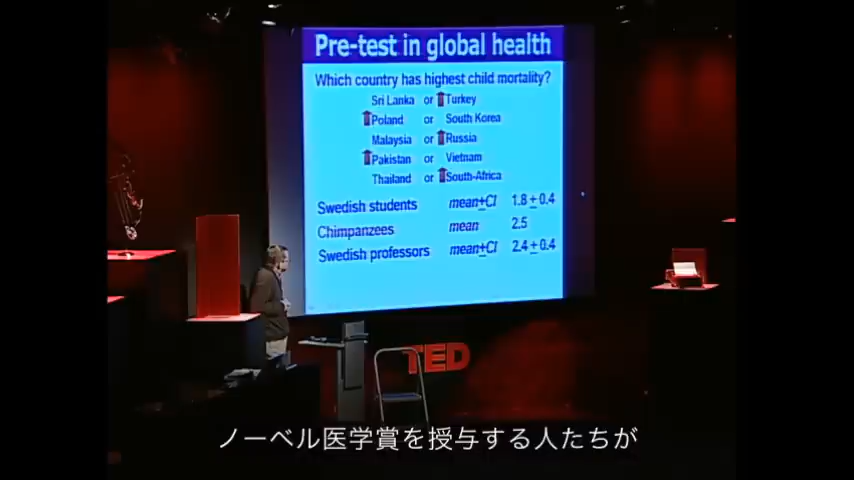 Pre-test in global health
Which country has highest child mortality?
Sri Lanka or Turkey
Poland or South Korea
Malaysia or Russia
Pakistan or Vietnam
Thailand or South-Africa
Swedish students mean±CI 1.8 ± 0.4
Chimpanzees mean 2.5
Swedish professors mean±CI 2.4 ± 0.4
TED
ノーベル医学賞を授与する人たちが